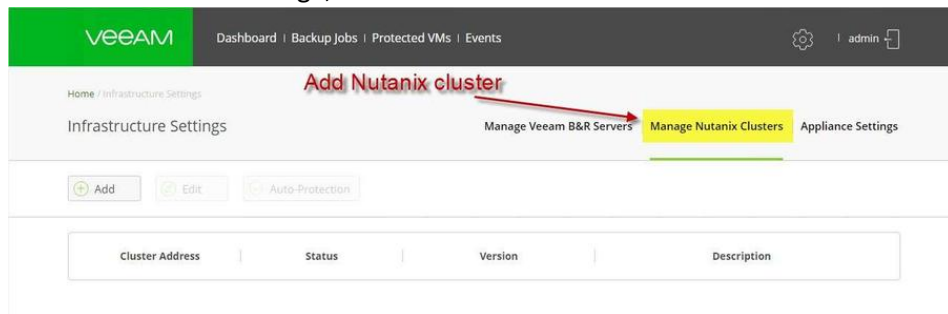 veeam Dashboard | Backup Jobs | Protected VMs | Events | admin
Home / Infrastructure Settings
Add Nutanix cluster
Infrastructure Settings Manage Veeam B&R Servers Manage Nutanix Clusters Appliance Settings
Add Edit Auto-Protection
Cluster Address Status Version Description